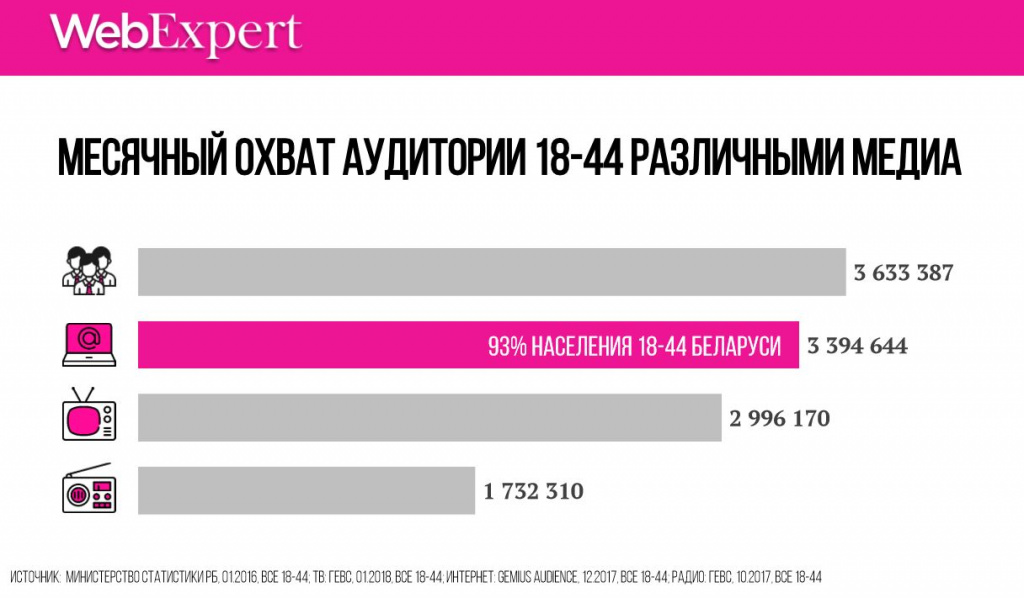 WebExpert
МЕСЯЧНЫЙ ОХВАТ АУДИТОРИИ 18-44 РАЗЛИЧНЫМИ МЕДИА
3 633 387
93% НАСЕЛЕНИЯ 18-44 БЕЛАРУСИ 3 394 644
2 996 170
1 732 310
ИСТОЧНИК: МИНИСТЕРСТВО СТАТИСТИКИ РБ, 01.2016, ВСЕ 18-44; ТВ: ГЕВС, 01.2018, ВСЕ 18-44; ИНТЕРНЕТ: GEMIUS AUDIENCE, 12.2017, ВСЕ 18-44; РАДИО: ГЕВС, 10.2017, ВСЕ 18-44